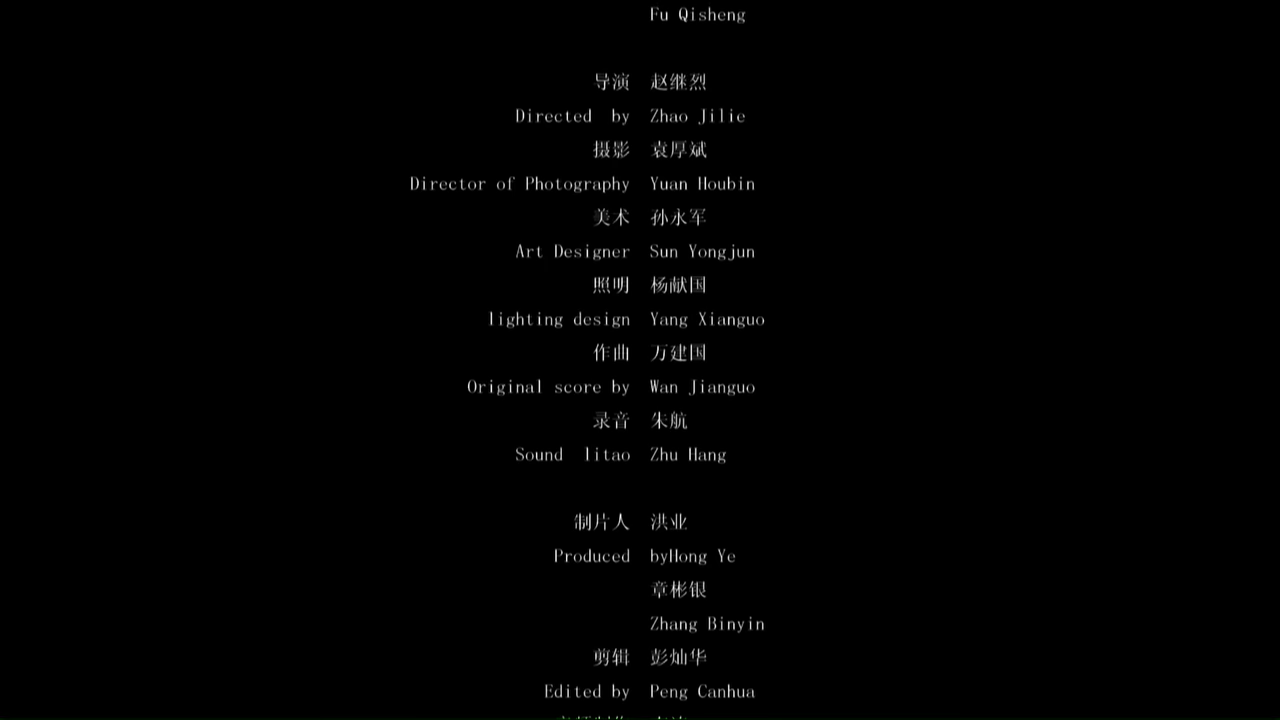 Fu Qisheng
导演 赵继烈
Directed by Zhao Jilie
摄影 袁厚斌
Director of Photography Yuan Houbin
美术 孙永军
Art Designer Sun Yongjun
照明 杨献国
lighting design Yang Xianguo
作曲 万建国
Original score by Wan Jianguo
录音 朱航
Sound litao Zhu Hang
制片人 洪业
Produced byHong Ye
章彬银
Zhang Binyin
剪辑 彭灿华
Edited by Peng Canhua